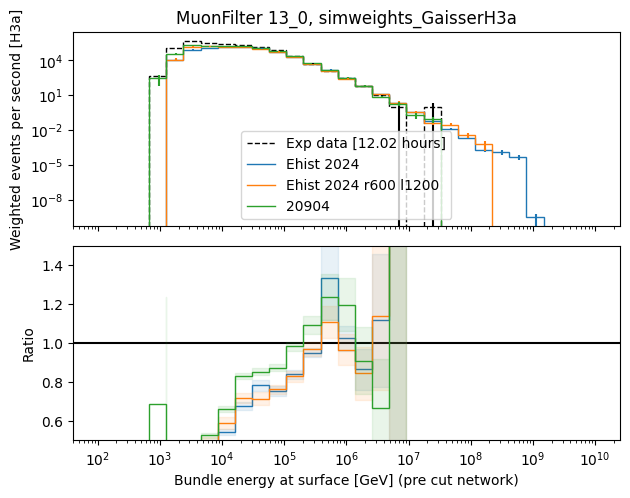 MuonFilter 13_0, simweights_GaisserH3a
Weighted events per second [H3a]
10^4
10^1
10^-2
10^-5
10^-8
Exp data [12.02 hours]
Ehist 2024
Ehist 2024 r600 l1200
20904
Ratio
1.4
1.2
1.0
0.8
0.6
10^2 10^3 10^4 10^5 10^6 10^7 10^8 10^9 10^10
Bundle energy at surface [GeV] (pre cut network)